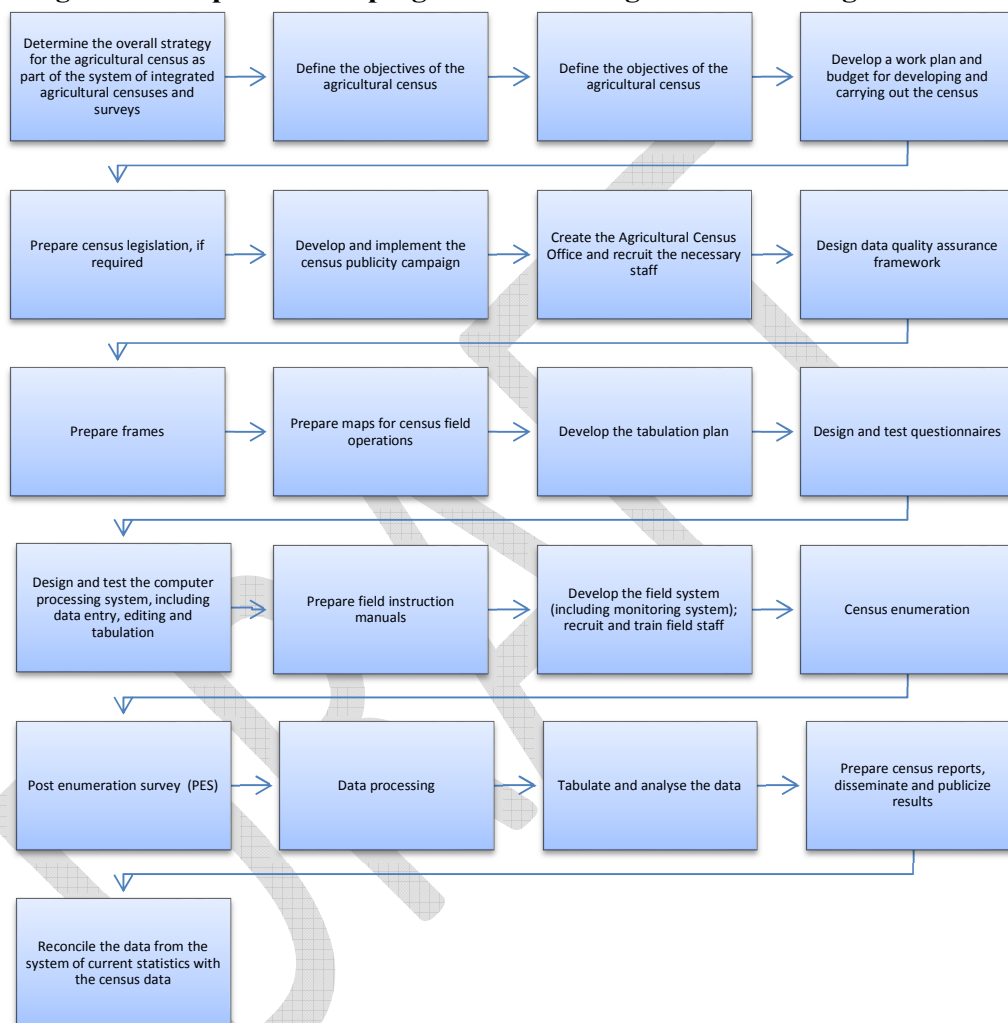 Determine the overall strategy
for the agricultural census as
part of the system of integrated
agricultural censuses and
surveys
Define the objectives of the
agricultural census
Define the objectives of the
agricultural census
Develop a work plan and
budget for developing and
carrying out the census
Prepare census legislation, if
required
Develop and implement the
census publicity campaign
Create the Agricultural Census
Office and recruit the necessary
staff
Design data quality assurance
framework
Prepare frames
Prepare maps for census field
operations
Develop the tabulation plan
Design and test questionnaires
Design and test the computer
processing system, including
data entry, editing and
tabulation
Prepare field instruction
manuals
Develop the field system
(including monitoring system);
recruit and train field staff
Census enumeration
Post enumeration survey (PES)
Data processing
Tabulate and analyse the data
Prepare census reports,
disseminate and publicize
results
Reconcile the data from the
system of current statistics with
the census data